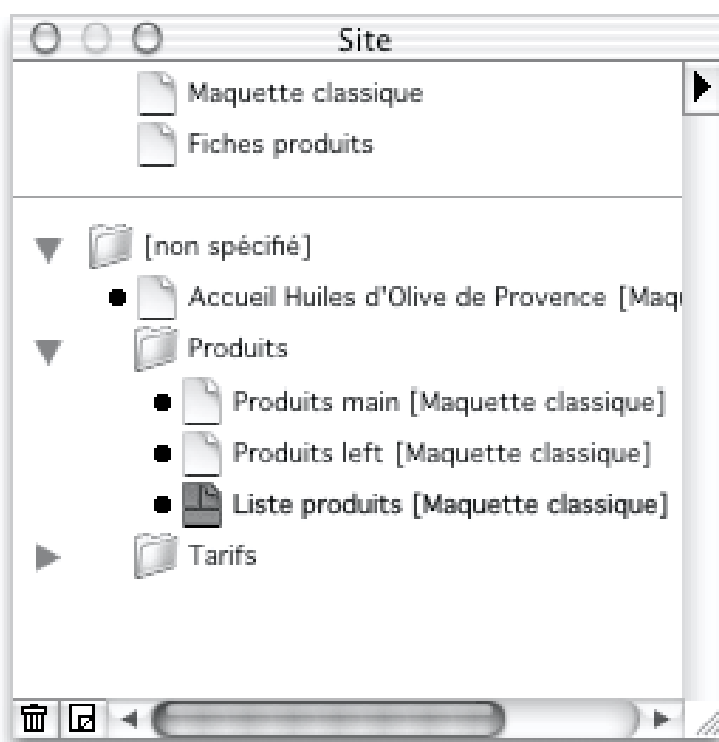 Site
Maquette classique
Fiches produits
[non spécifié]
Accueil Huiles d'Olive de Provence
Produits
Produits main [Maquette classique]
Produits left [Maquette classique]
Liste produits [Maquette classique]
Tarifs